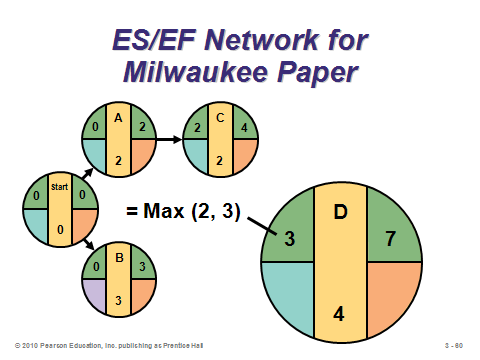 ES/EF Network for
Milwaukee Paper
A
0 2
2
C
2 4
2
Start
0 0
0
= Max (2, 3)
D
3 7
4
B
0 3
3
© 2010 Pearson Education, Inc. publishing as Prentice Hall
3 - 60